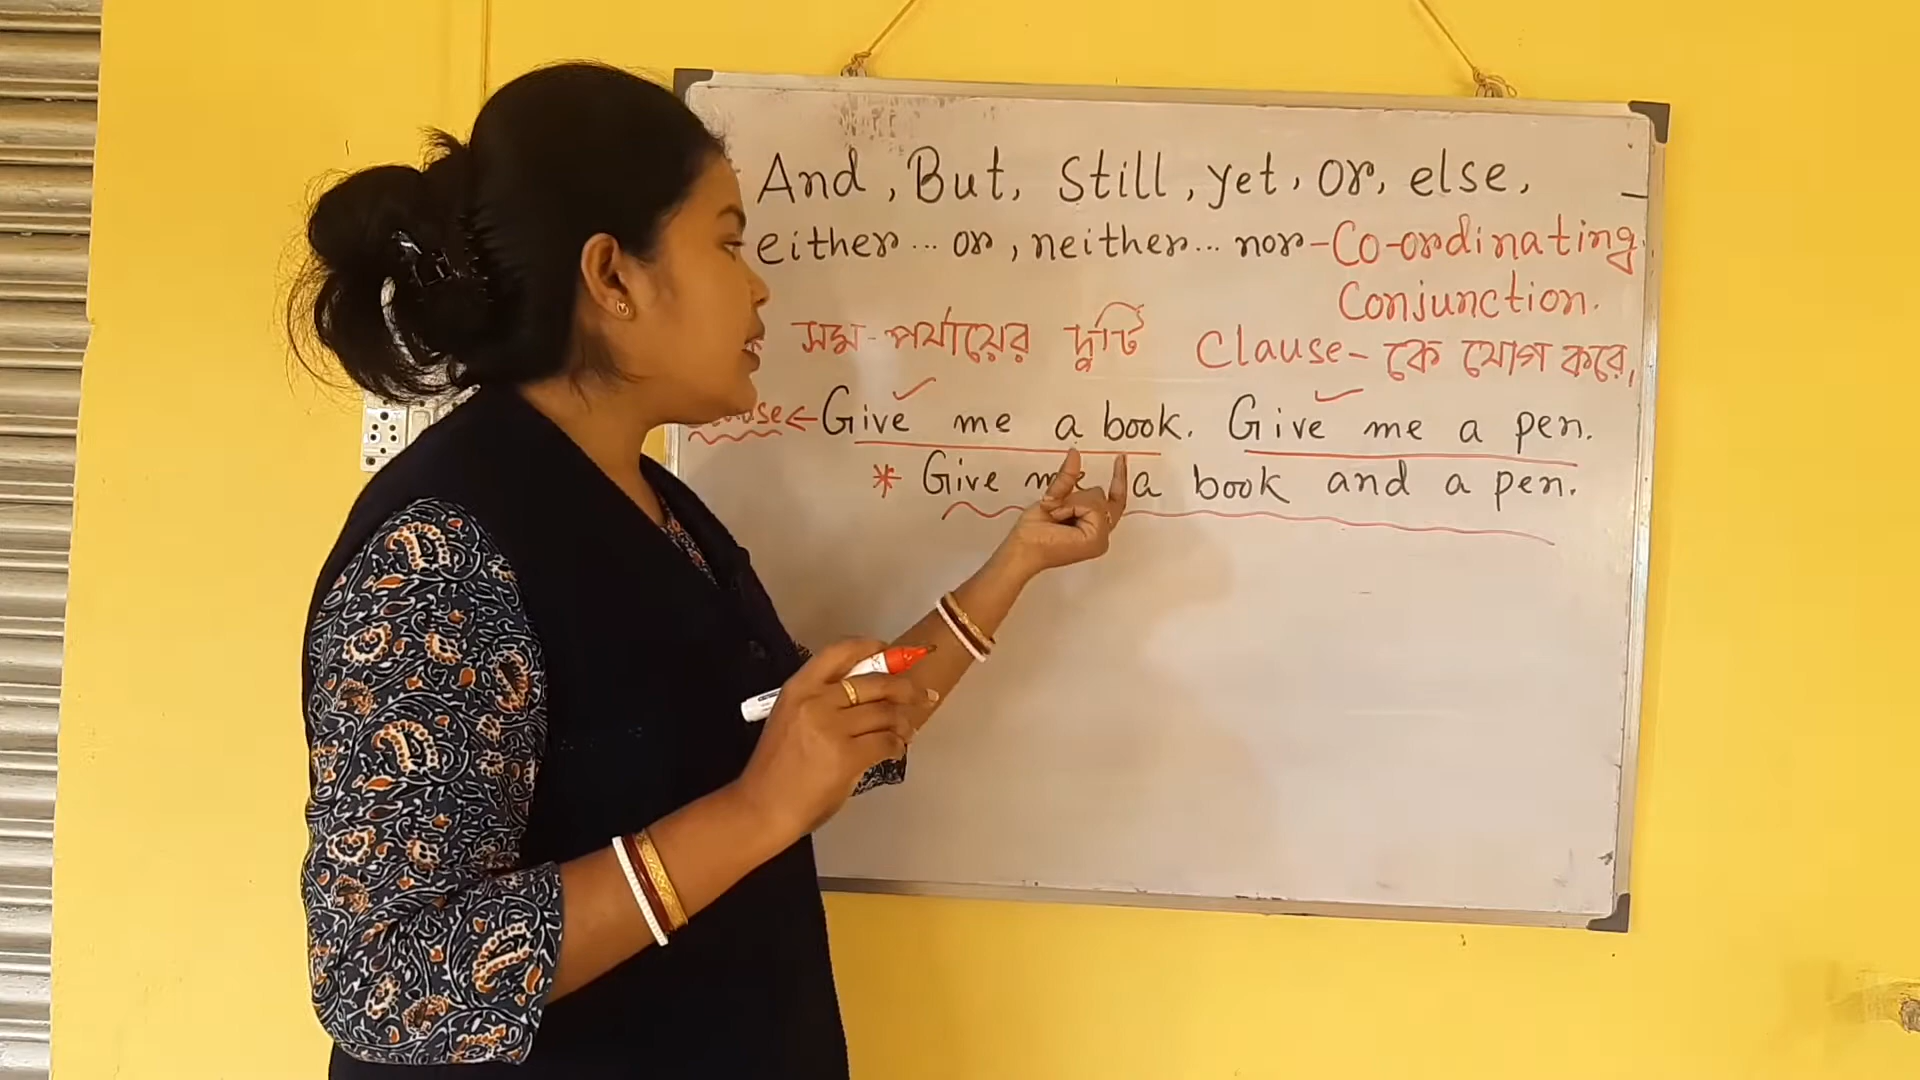 And, But, Still, yet, or, else,
either... or, neither... nor - Co-ordinating
Conjunction.
সম-পর্যায়ের দুটি Clause - কে যোগ করে,
← Give me a book. Give me a pen.
* Give me a book and a pen.